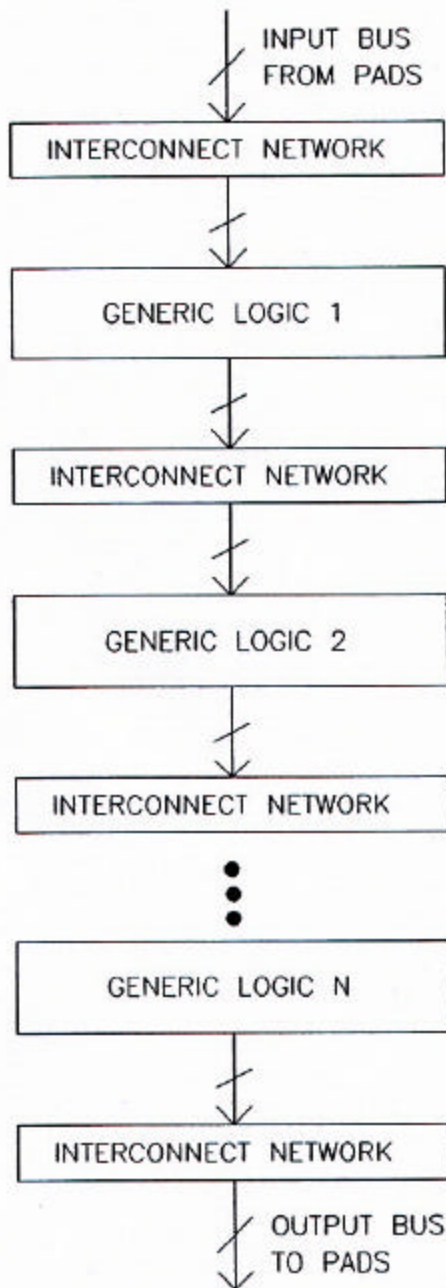 INPUT BUS
FROM PADS
INTERCONNECT NETWORK
GENERIC LOGIC 1
INTERCONNECT NETWORK
GENERIC LOGIC 2
INTERCONNECT NETWORK
GENERIC LOGIC N
INTERCONNECT NETWORK
OUTPUT BUS
TO PADS